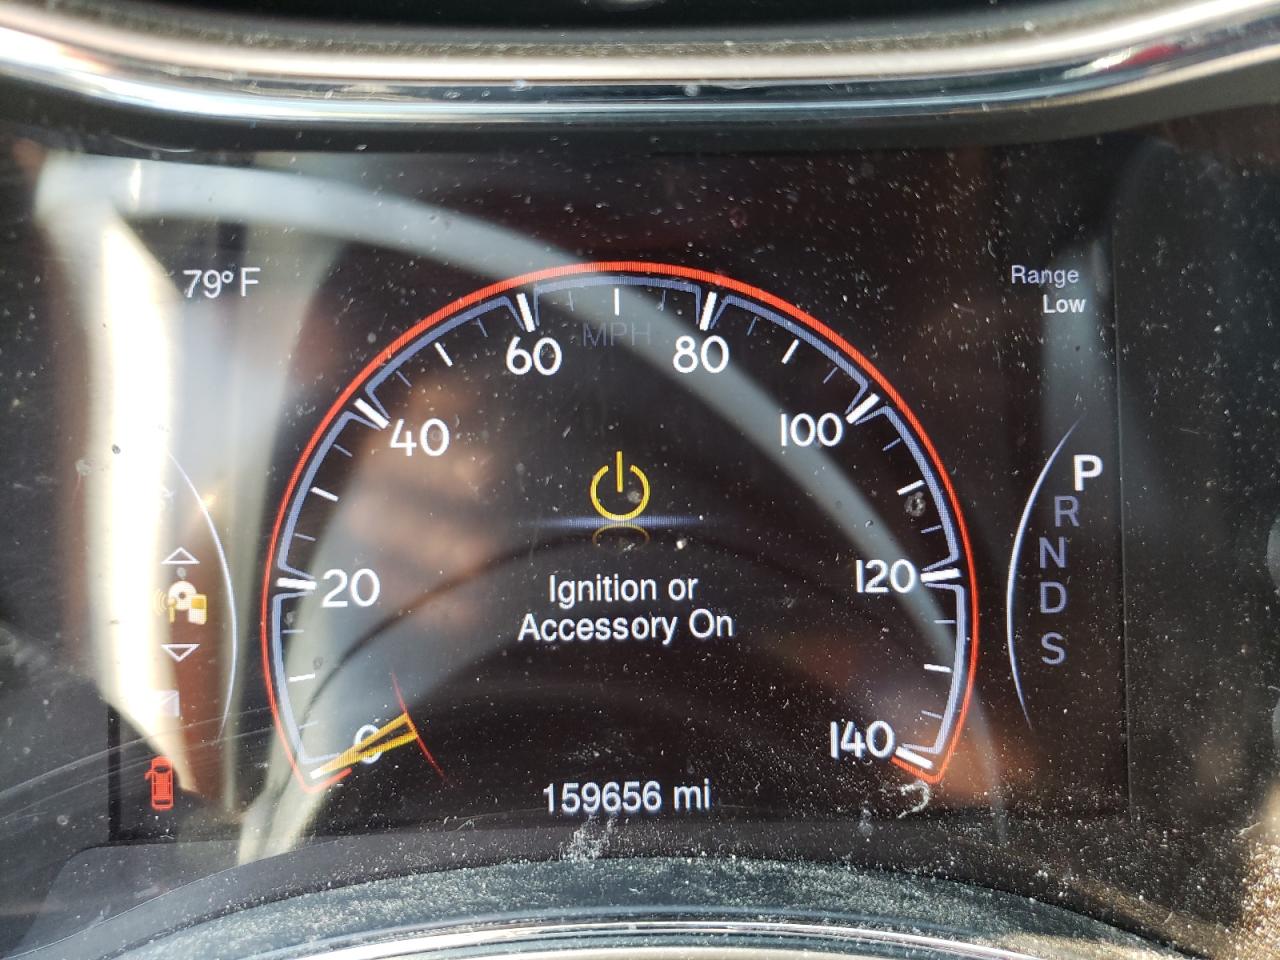 79°F
Range
Low
MPH
0
20
40
60
80
100
120
140
Ignition or
Accessory On
P
R
N
D
S
159656 mi